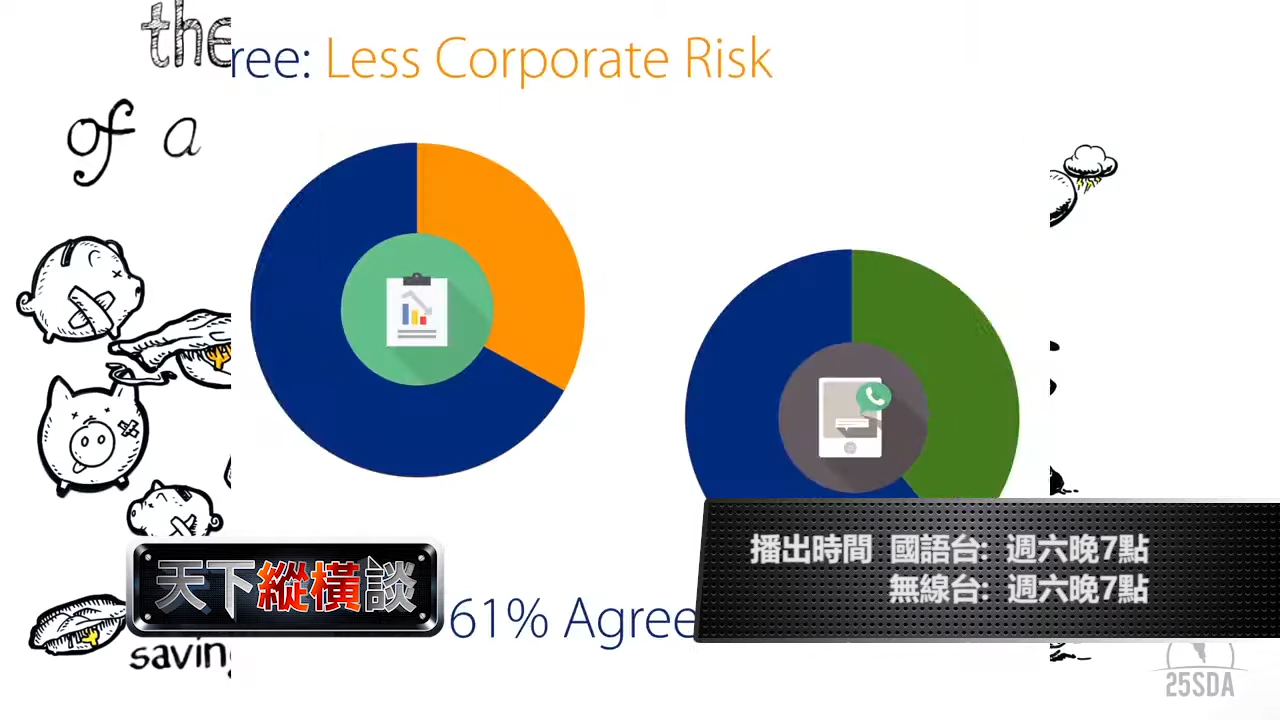 the
ree: Less Corporate Risk
of a
播出時間 國語台: 週六晚7點
無線台: 週六晚7點
天下縱橫談
61% Agree
savin
25SDA